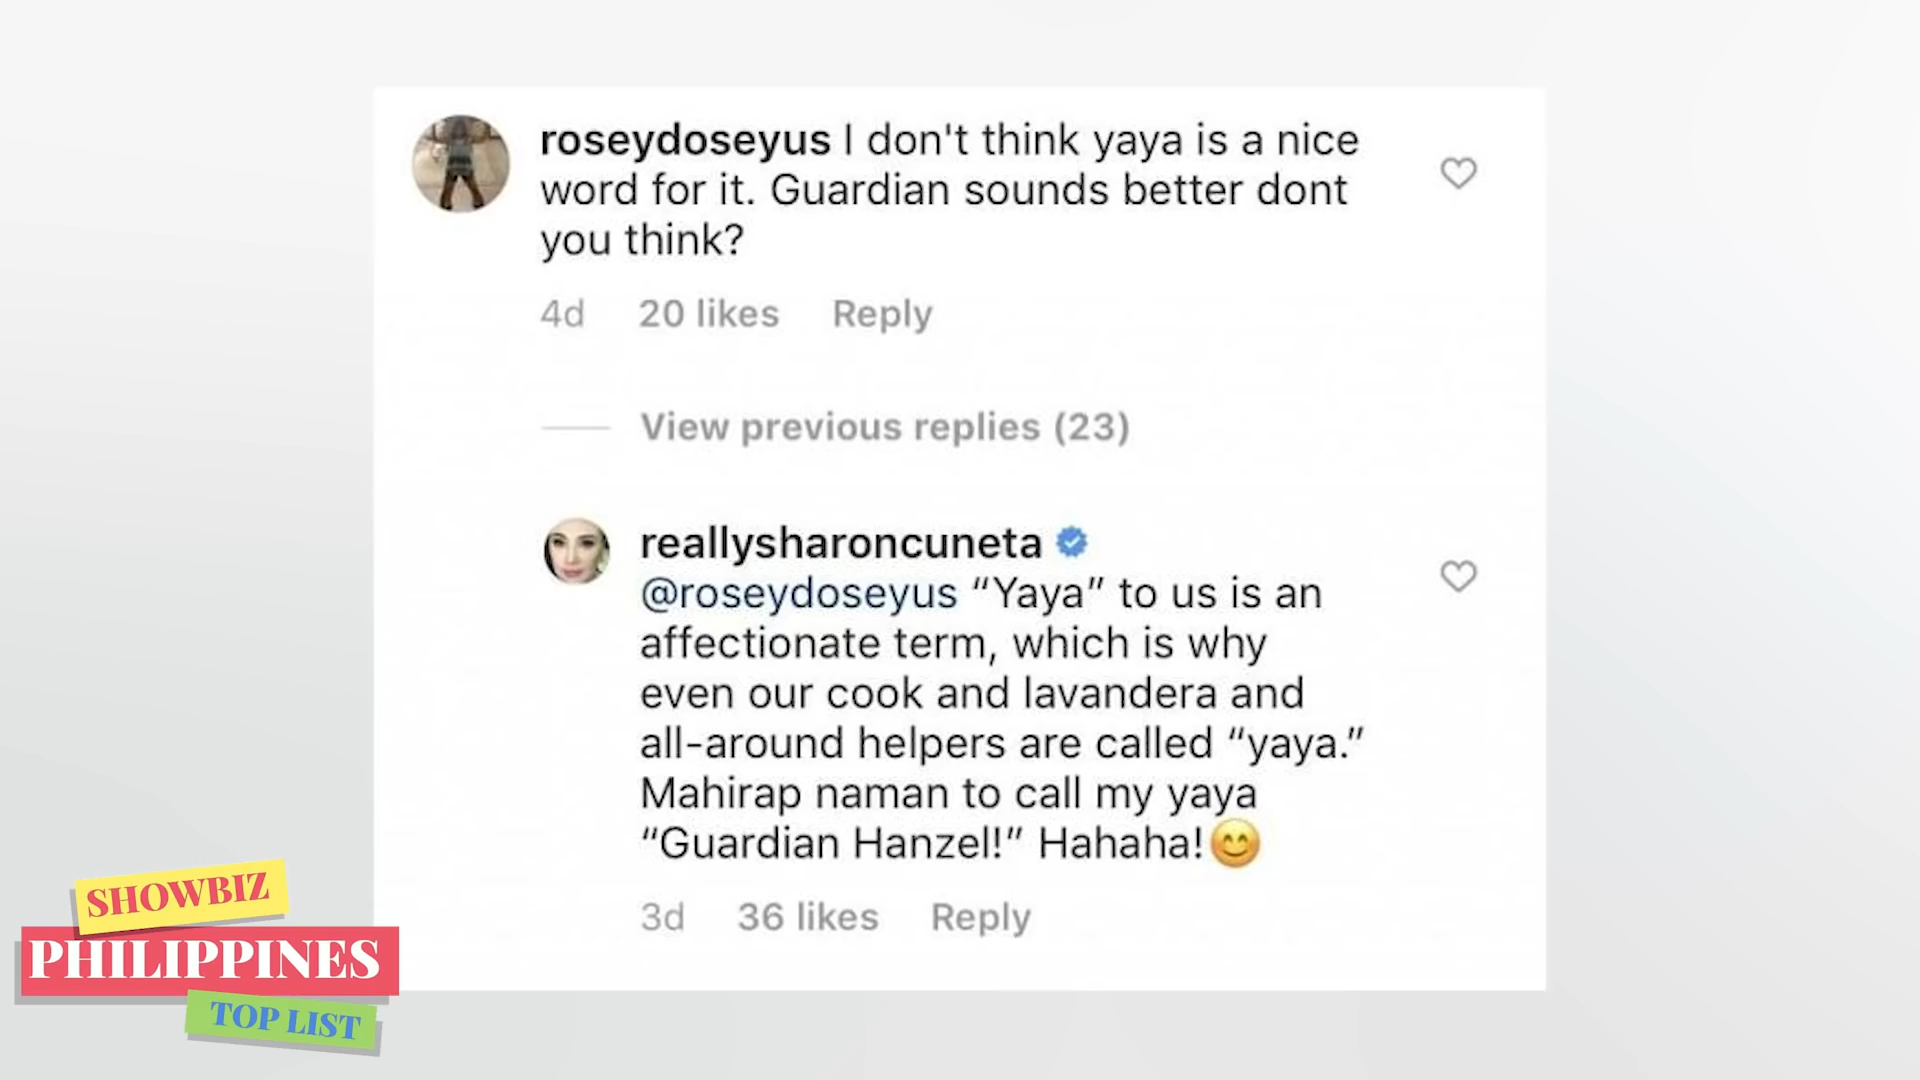 roseydoseyus I don't think yaya is a nice
word for it. Guardian sounds better dont
you think?
4d 20 likes Reply
View previous replies (23)
reallysharoncuneta
@roseydoseyus “Yaya” to us is an
affectionate term, which is why
even our cook and lavandera and
all-around helpers are called “yaya.”
Mahirap naman to call my yaya
“Guardian Hanzel!” Hahaha!😊
3d 36 likes Reply
SHOWBIZ
PHILIPPINES
TOP LIST